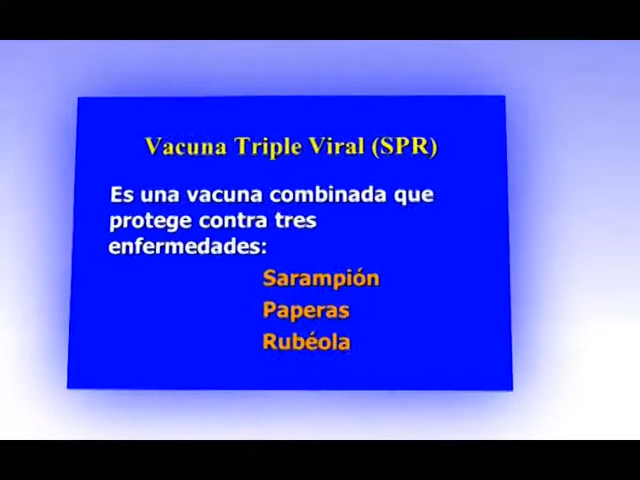 Vacuna Triple Viral (SPR)
Es una vacuna combinada que
protege contra tres
enfermedades:
Sarampión
Paperas
Rubéola